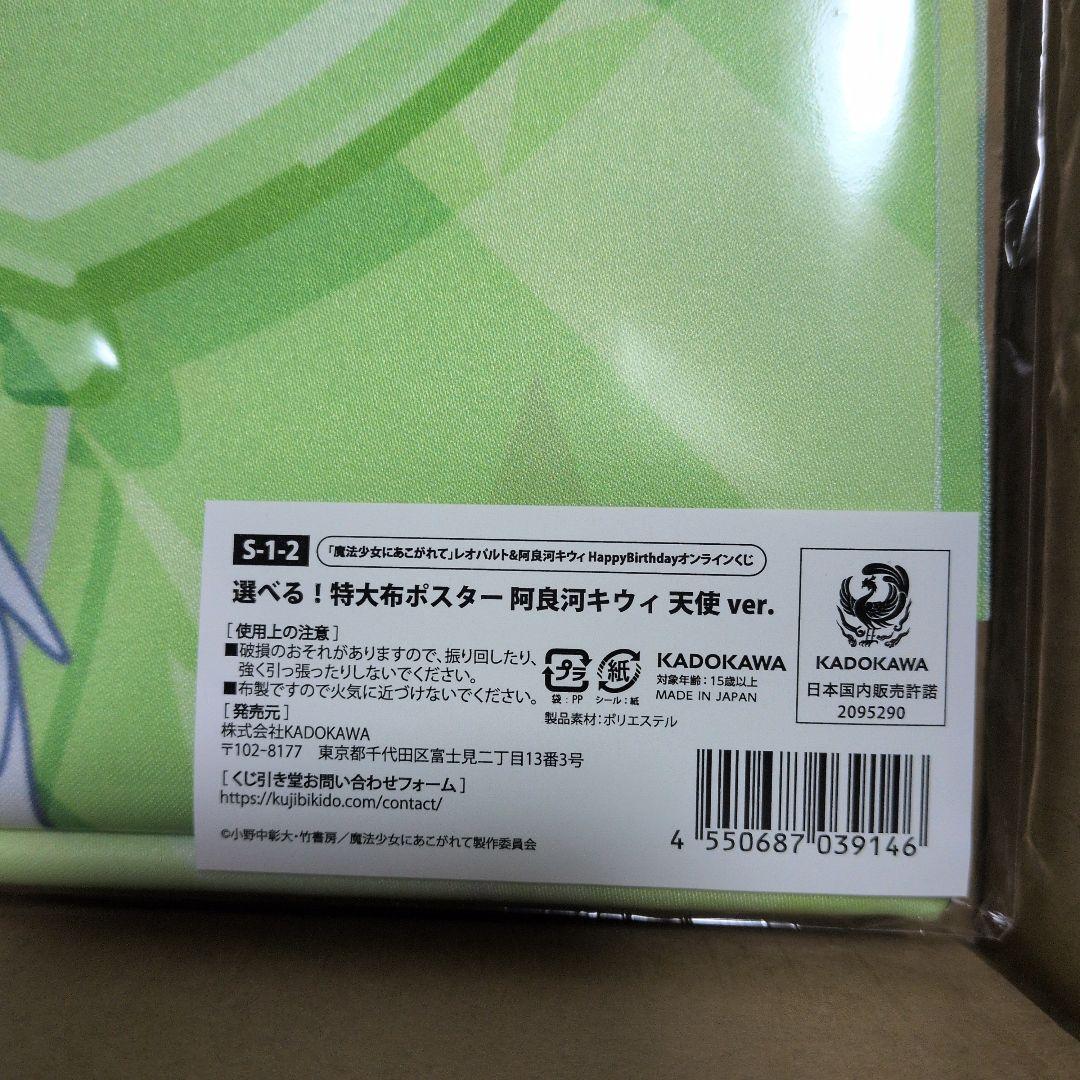 S-1-2 「魔法少女にあこがれて」レオパルト&阿良河キウィ HappyBirthdayオンラインくじ
選べる！特大布ポスター 阿良河キウィ 天使 ver.
[使用上の注意]
■破損のおそれがありますので、振り回したり、
強く引っ張ったりしないでください。
■布製ですので火気に近づけないでください。
[発売元]
株式会社KADOKAWA
〒102-8177 東京都千代田区富士見二丁目13番3号
[くじ引き堂お問い合わせフォーム]
https://kujibikido.com/contact/
©小野中彰大・竹書房／魔法少女にあこがれて製作委員会
プラ
袋：PP
紙
シール：紙
製品素材：ポリエステル
KADOKAWA
対象年齢：15歳以上
MADE IN JAPAN
KADOKAWA
日本国内販売許諾
2095290
4 550687 039146